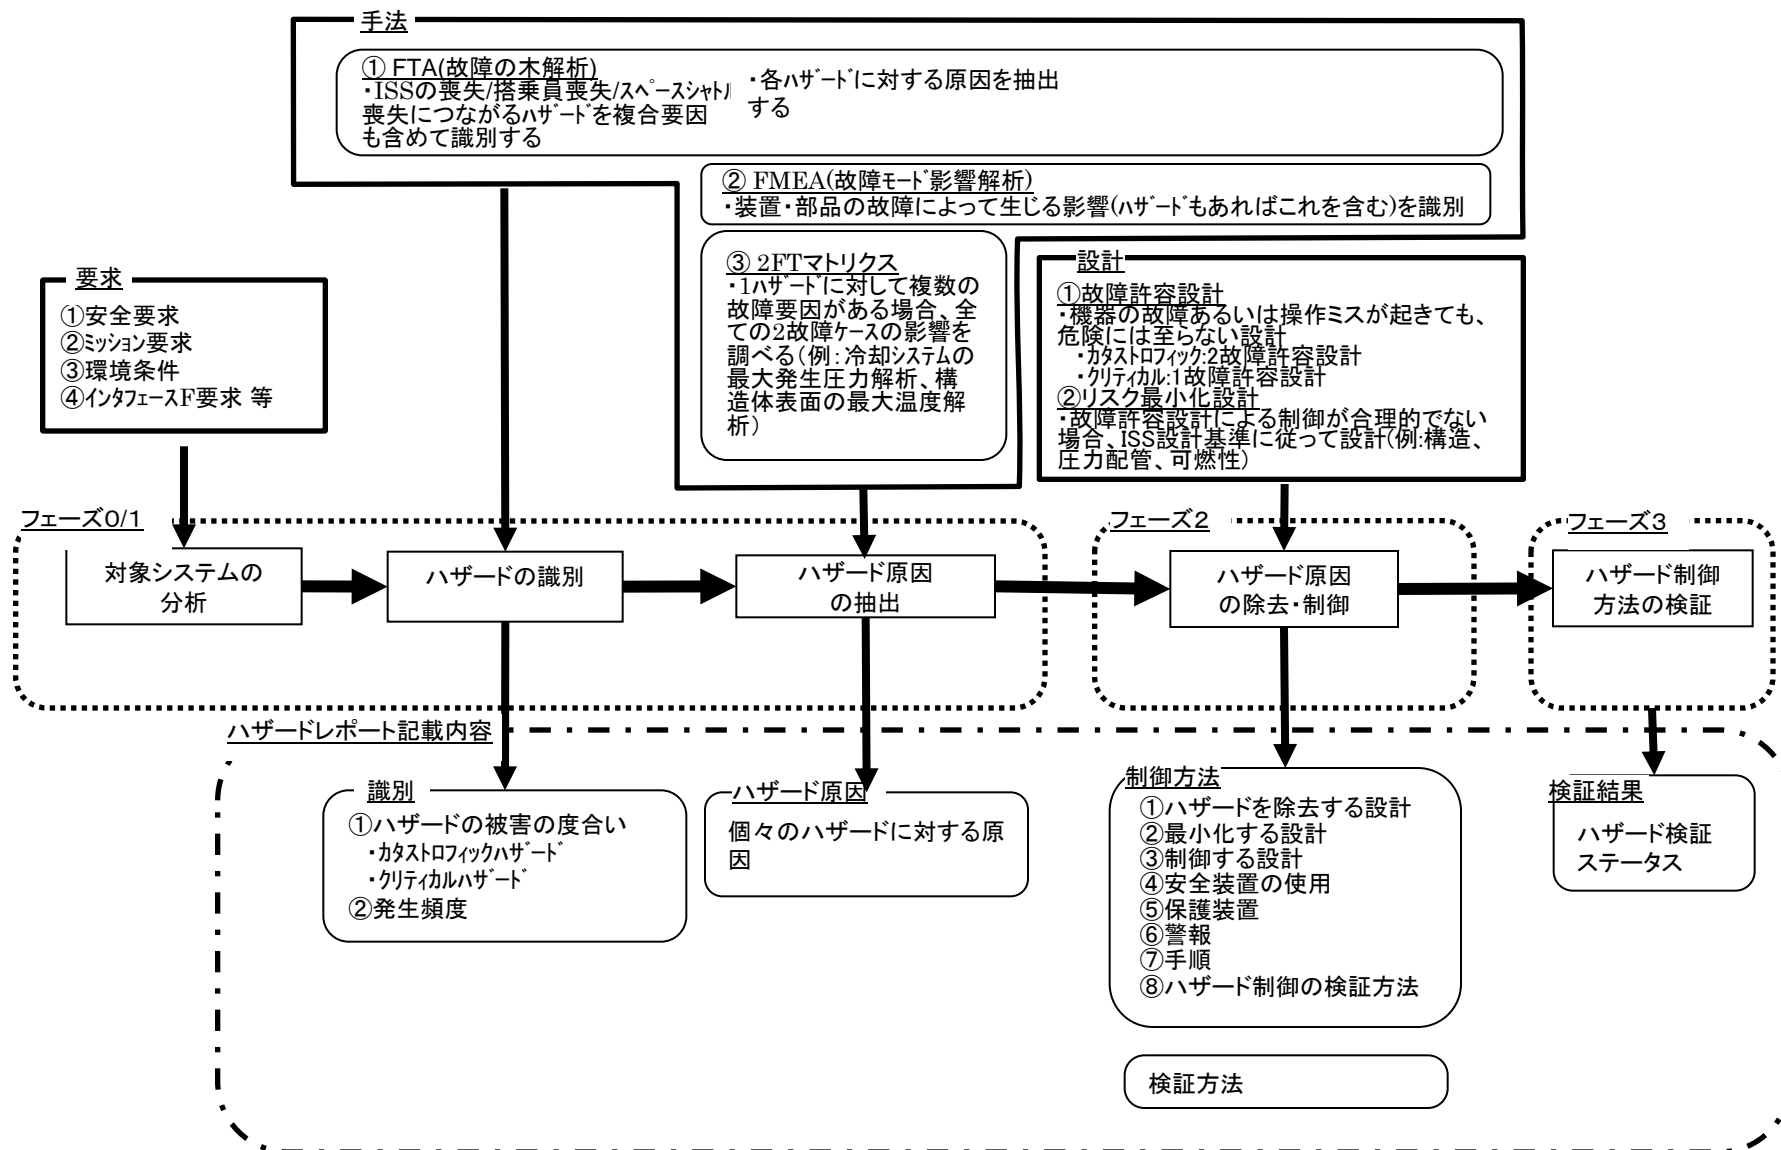 手法
① FTA(故障の木解析)
・ISSの喪失/搭乗員喪失/ｽﾍﾟｰｽｼｬﾄﾙ
喪失につながるﾊｻﾞｰﾄﾞを複合要因
も含めて識別する
・各ﾊｻﾞｰﾄﾞに対する原因を抽出
する
② FMEA(故障ﾓｰﾄﾞ影響解析)
・装置・部品の故障によって生じる影響(ﾊｻﾞｰﾄﾞもあればこれを含む)を識別
③ 2FTマトリクス
・1ﾊｻﾞｰﾄﾞに対して複数の
故障要因がある場合、全
ての2故障ｹｰｽの影響を
調べる（例：冷却システムの
最大発生圧力解析、構
造体表面の最大温度解
析）
要求
①安全要求
②ﾐｯｼｮﾝ要求
③環境条件
④ｲﾝﾀﾌｪｰｽF要求 等
設計
①故障許容設計
・機器の故障あるいは操作ミスが起きても、
危険には至らない設計
・ｶﾀｽﾄﾛﾌｨｯｸ:2故障許容設計
・ｸﾘﾃｨｶﾙ:1故障許容設計
②リスク最小化設計
・故障許容設計による制御が合理的でない
場合、ISS設計基準に従って設計(例:構造、
圧力配管、可燃性)
フェーズ0/1
対象システムの
分析
ハザードの識別
ハザード原因
の抽出
フェーズ2
ハザード原因
の除去・制御
フェーズ3
ハザード制御
方法の検証
ハザードレポート記載内容
識別
①ハザードの被害の度合い
・ｶﾀｽﾄﾛﾌｨｯｸﾊｻﾞｰﾄﾞ
・ｸﾘﾃｨｶﾙﾊｻﾞｰﾄﾞ
②発生頻度
ハザード原因
個々のハザードに対する原
因
制御方法
①ハザードを除去する設計
②最小化する設計
③制御する設計
④安全装置の使用
⑤保護装置
⑥警報
⑦手順
⑧ハザード制御の検証方法
検証方法
検証結果
ハザード検証
ステータス